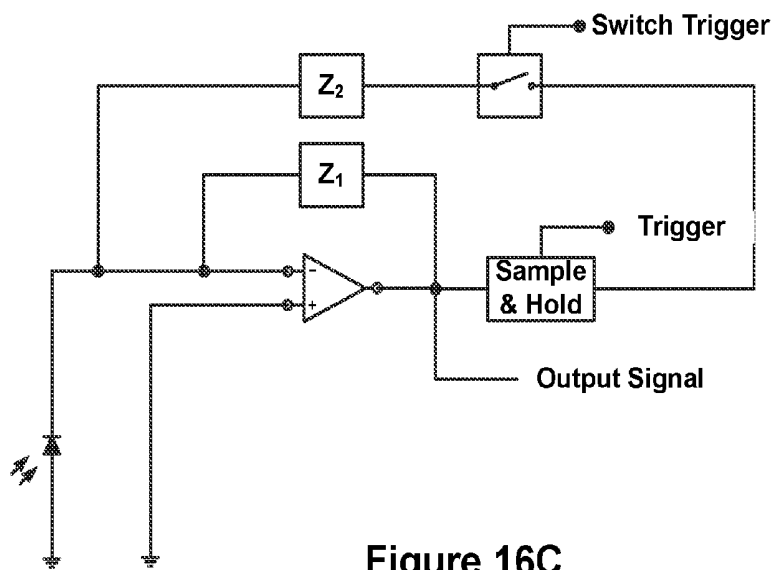 Switch Trigger
Z₂
Z₁
Trigger
−
+
Sample
& Hold
Output Signal
Figure 16C